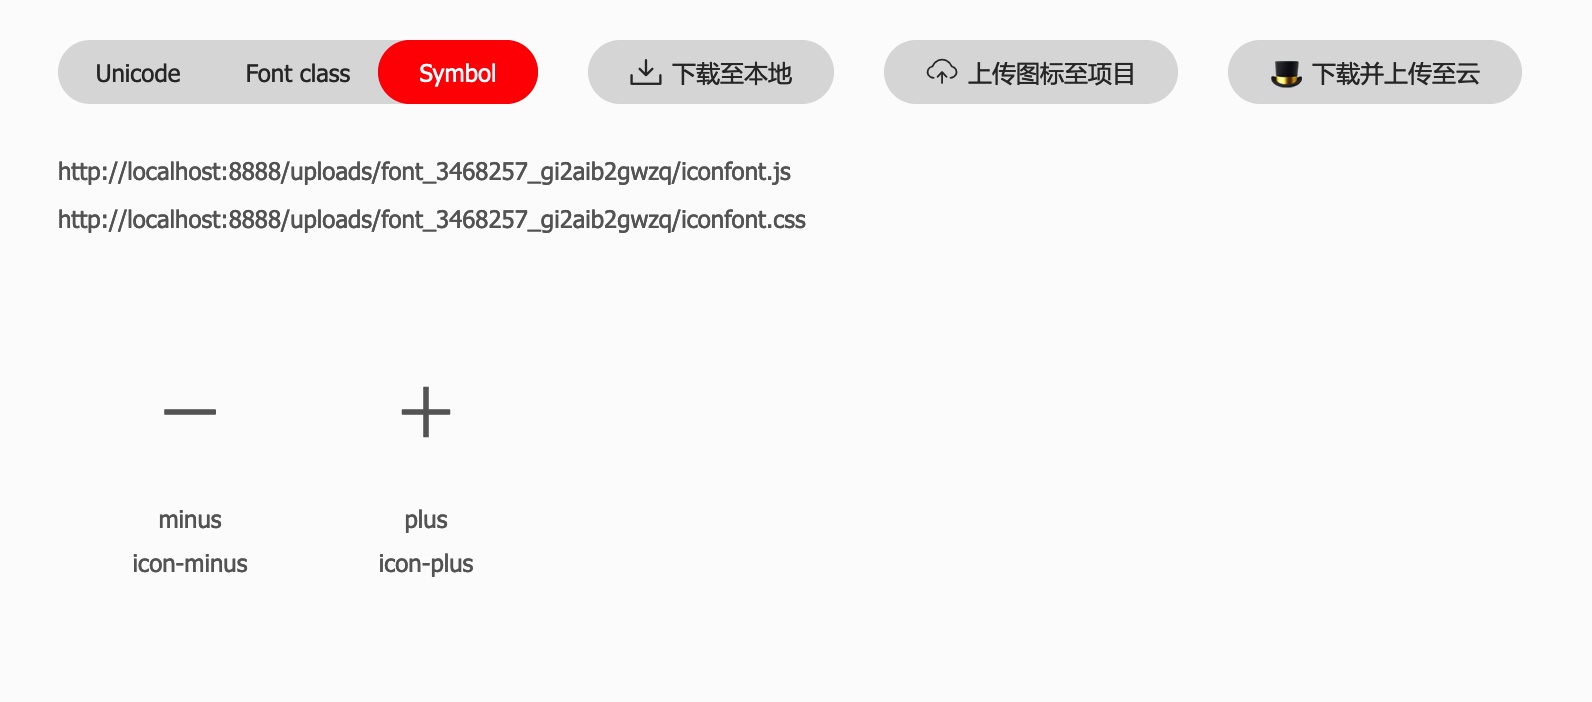 Unicode Font class Symbol 下载至本地 上传图标至项目 下载并上传至云
http://localhost:8888/uploads/font_3468257_gi2aib2gwzq/iconfont.js
http://localhost:8888/uploads/font_3468257_gi2aib2gwzq/iconfont.css
minus plus
icon-minus icon-plus